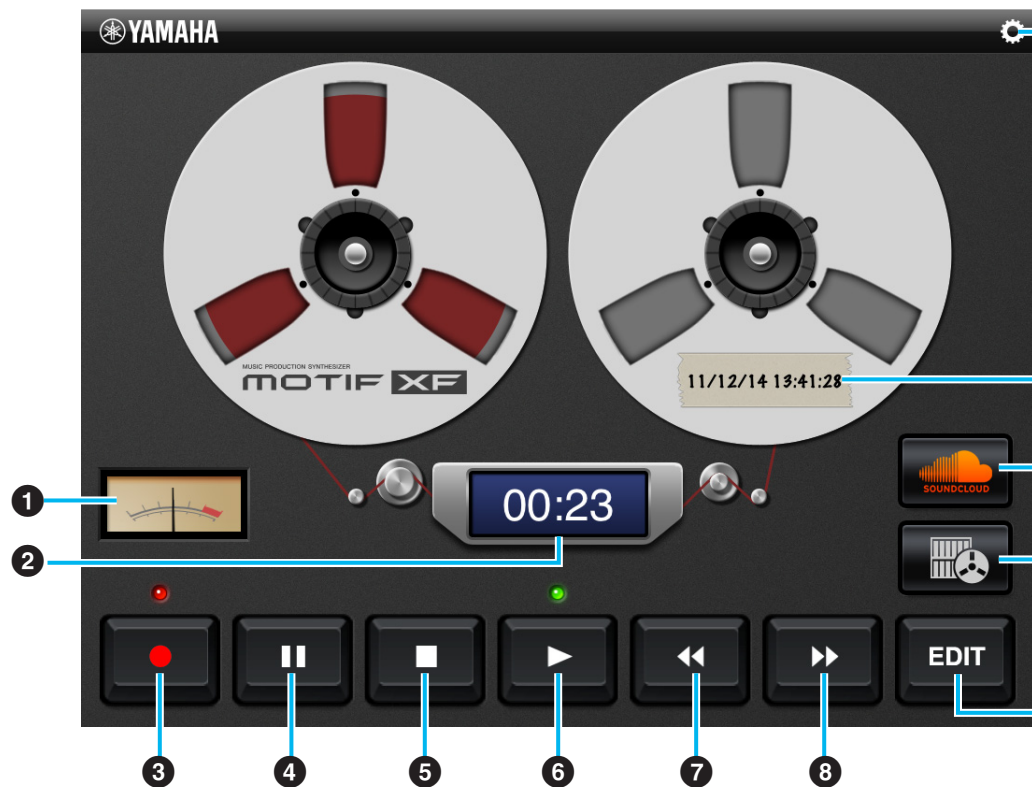 YAMAHA
MUSIC PRODUCTION SYNTHESIZER
MOTIF XF
11/12/14 13:41:28
SOUNDCLOUD
1
00:23
2
EDIT
3 4 5 6 7 8